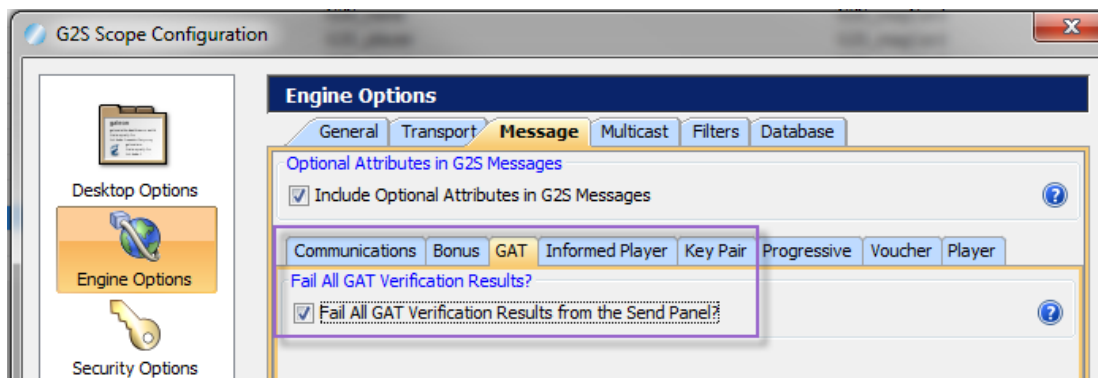 G2S Scope Configuration
Engine Options
General Transport Message Multicast Filters Database
Optional Attributes in G2S Messages
Include Optional Attributes in G2S Messages
Desktop Options
Communications Bonus GAT Informed Player Key Pair Progressive Voucher Player
Engine Options
Fail All GAT Verification Results?
Fail All GAT Verification Results from the Send Panel?
Security Options